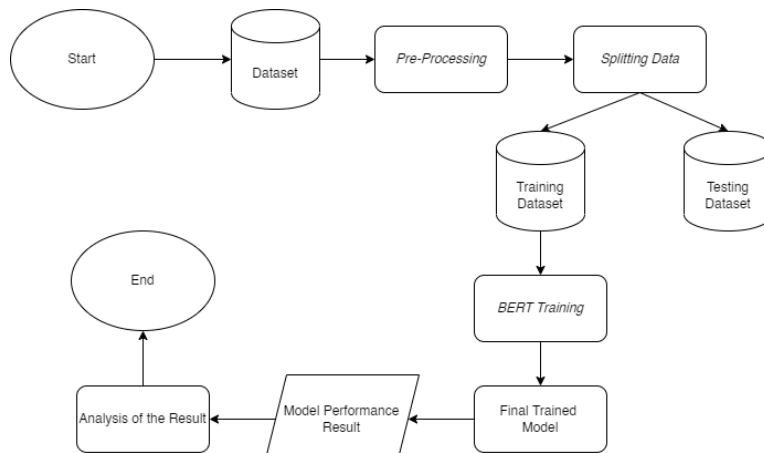 Start
Dataset
Pre-Processing
Splitting Data
Training
Dataset
Testing
Dataset
End
BERT Training
Analysis of the Result
Model Performance
Result
Final Trained
Model